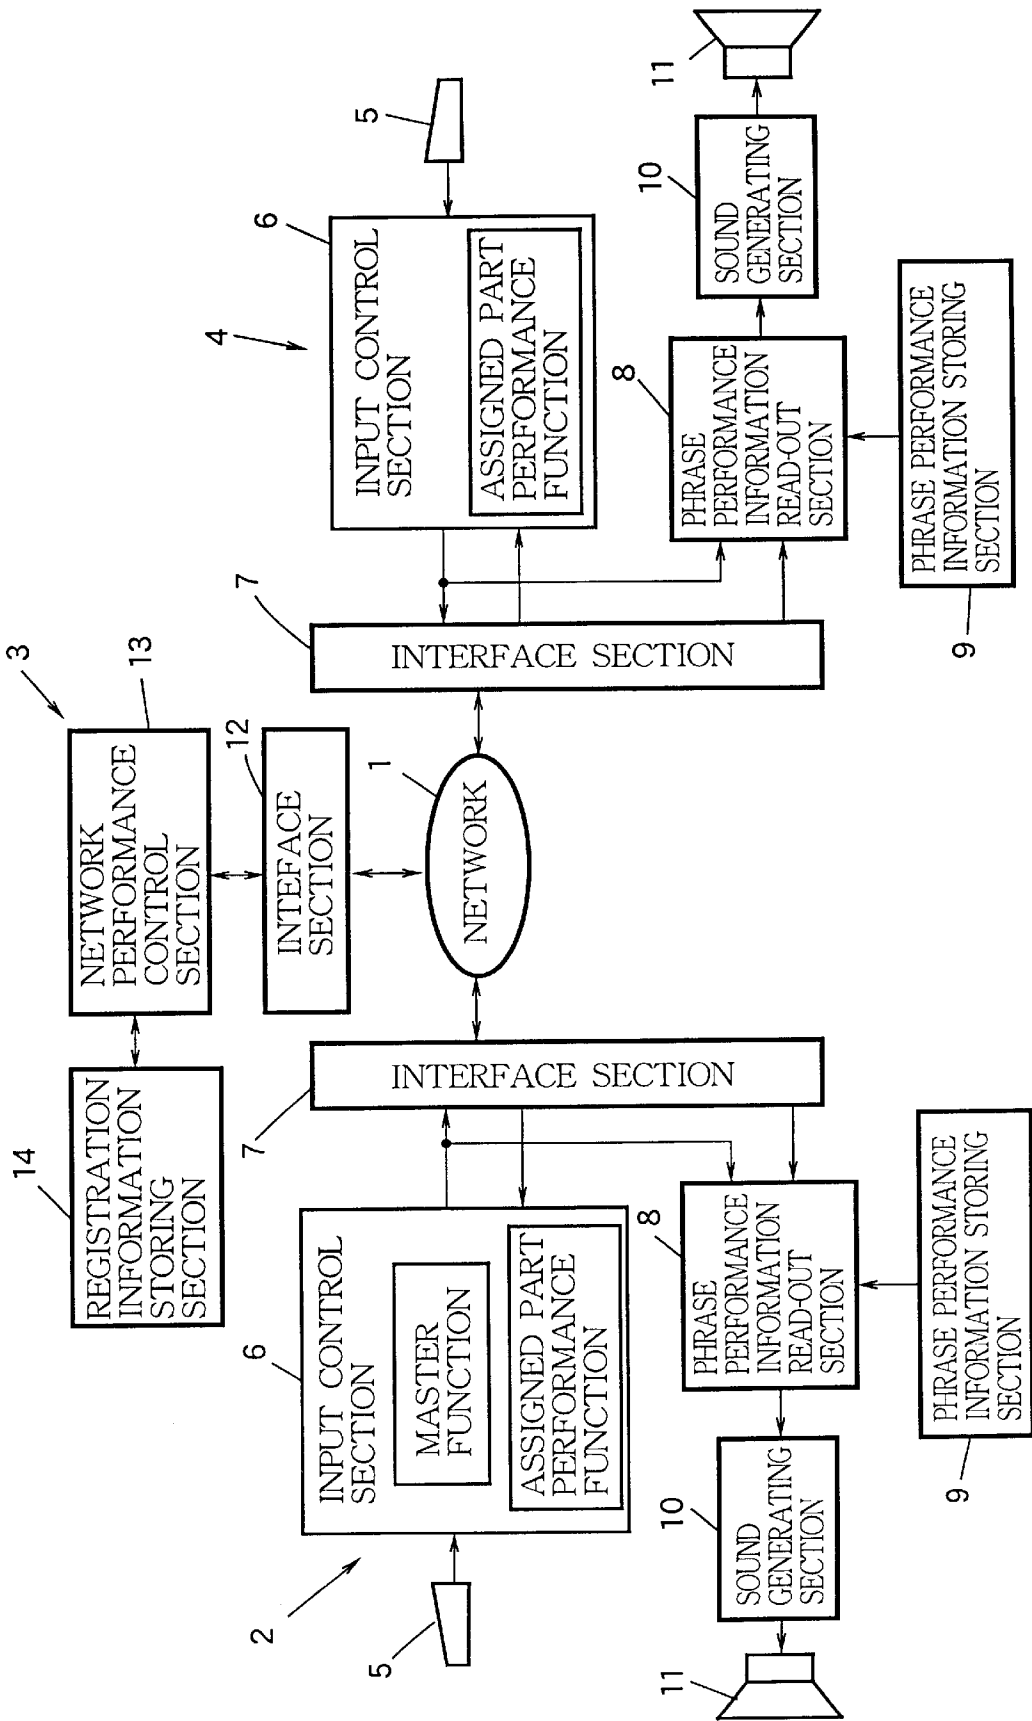 3
14
REGISTRATION
INFORMATION
STORING
SECTION
NETWORK
PERFORMANCE
CONTROL
SECTION
13
12
INTEFACE
SECTION
1
NETWORK
2
5
6
INPUT CONTROL
SECTION
MASTER
FUNCTION
ASSIGNED PART
PERFORMANCE
FUNCTION
7
INTERFACE SECTION
8
PHRASE
PERFORMANCE
INFORMATION
READ-OUT
SECTION
10
SOUND
GENERATING
SECTION
11
9
PHRASE PERFORMANCE
INFORMATION STORING
SECTION
7
INTERFACE SECTION
4
6
INPUT CONTROL
SECTION
ASSIGNED PART
PERFORMANCE
FUNCTION
5
8
PHRASE
PERFORMANCE
INFORMATION
READ-OUT
SECTION
10
SOUND
GENERATING
SECTION
11
9
PHRASE PERFORMANCE
INFORMATION STORING
SECTION